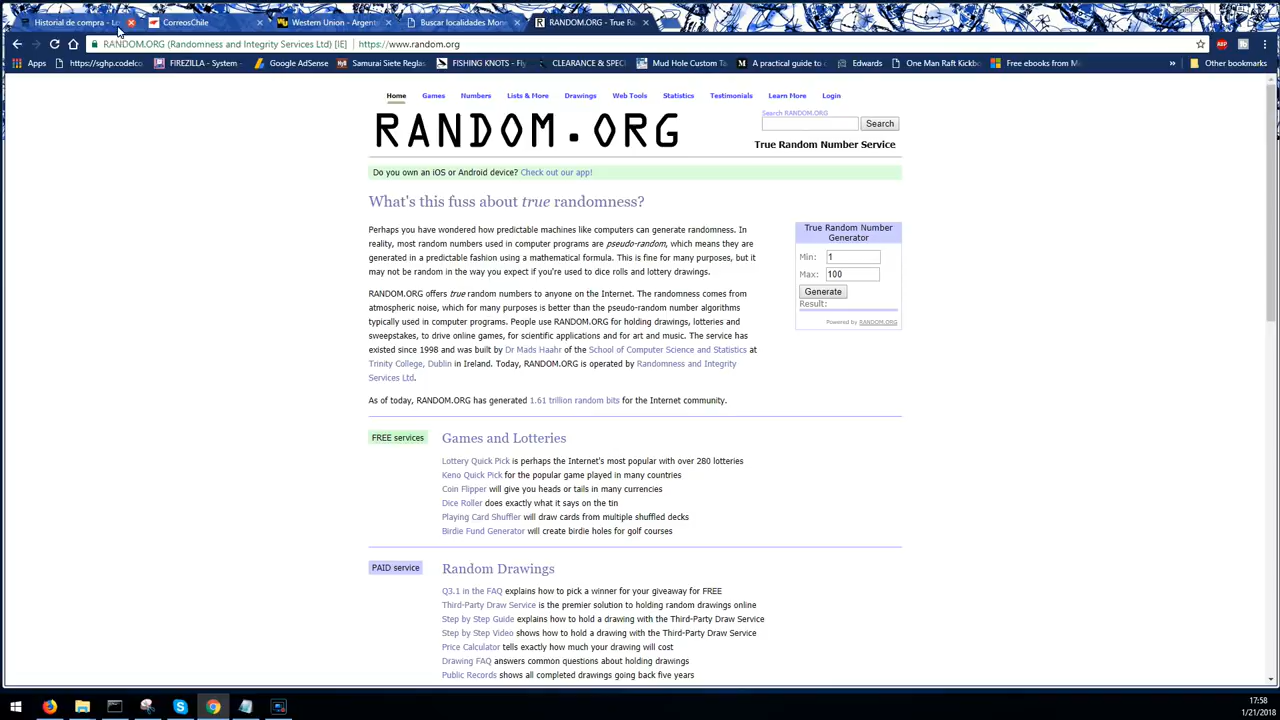 Historial de compra - Le
CorreosChile
Western Union - Argent
Buscar localidades Mon
RANDOM.ORG - True Ra
RANDOM.ORG (Randomness and Integrity Services Ltd) [IE]
https://www.random.org
Apps
https://sghp.codelco
FIREZILLA - System
Google AdSense
Samurai Siete Reglas
FISHING KNOTS - Fly
CLEARANCE & SPEC
Mud Hole Custom Ta
A practical guide to
Edwards
One Man Raft Kickbo
Free ebooks from Mi
»
Other bookmarks
Home
Games
Numbers
Lists & More
Drawings
Web Tools
Statistics
Testimonials
Learn More
Login
Search RANDOM.ORG
Search
RANDOM.ORG
True Random Number Service
Do you own an iOS or Android device? Check out our app!
What's this fuss about true randomness?
Perhaps you have wondered how predictable machines like computers can generate randomness. In
reality, most random numbers used in computer programs are pseudo-random, which means they are
generated in a predictable fashion using a mathematical formula. This is fine for many purposes, but it
may not be random in the way you expect if you're used to dice rolls and lottery drawings.
RANDOM.ORG offers true random numbers to anyone on the Internet. The randomness comes from
atmospheric noise, which for many purposes is better than the pseudo-random number algorithms
typically used in computer programs. People use RANDOM.ORG for holding drawings, lotteries and
sweepstakes, to drive online games, for scientific applications and for art and music. The service has
existed since 1998 and was built by Dr Mads Haahr of the School of Computer Science and Statistics at
Trinity College, Dublin in Ireland. Today, RANDOM.ORG is operated by Randomness and Integrity
Services Ltd.
As of today, RANDOM.ORG has generated 1.61 trillion random bits for the Internet community.
True Random Number
Generator
Min: 1
Max: 100
Generate
Result:
Powered by RANDOM.ORG
FREE services
Games and Lotteries
Lottery Quick Pick is perhaps the Internet's most popular with over 280 lotteries
Keno Quick Pick for the popular game played in many countries
Coin Flipper will give you heads or tails in many currencies
Dice Roller does exactly what it says on the tin
Playing Card Shuffler will draw cards from multiple shuffled decks
Birdie Fund Generator will create birdie holes for golf courses
PAID service
Random Drawings
Q3.1 in the FAQ explains how to pick a winner for your giveaway for FREE
Third-Party Draw Service is the premier solution to holding random drawings online
Step by Step Guide explains how to hold a drawing with the Third-Party Draw Service
Step by Step Video shows how to hold a drawing with the Third-Party Draw Service
Price Calculator tells exactly how much your drawing will cost
Drawing FAQ answers common questions about holding drawings
Public Records shows all completed drawings going back five years
17:58
1/21/2018